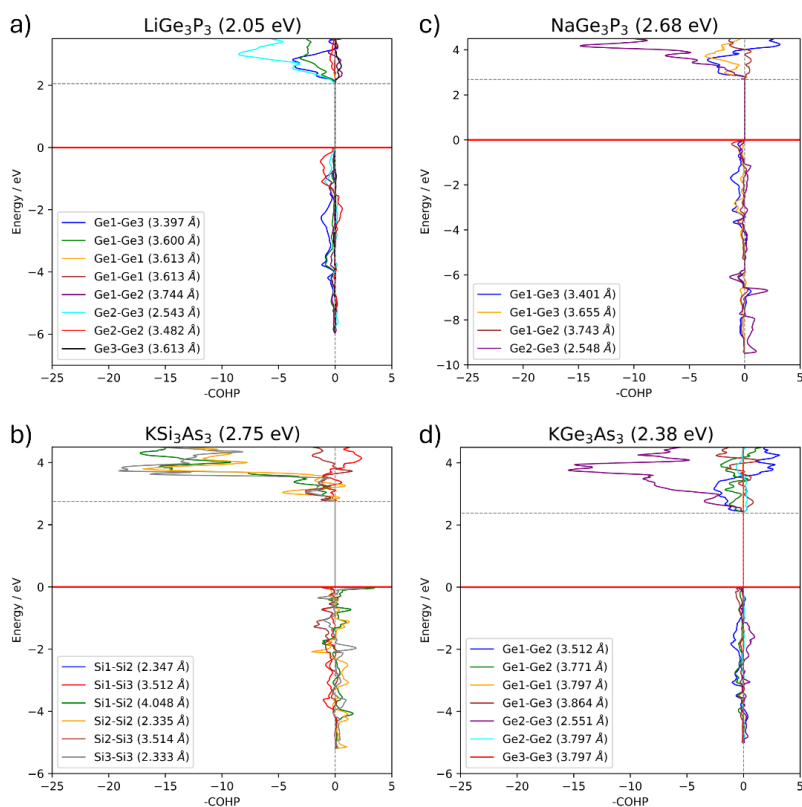 a)
LiGe₃P₃ (2.05 eV)
2
0
−2
−4
−6
Energy / eV
Ge1-Ge3 (3.397 Å)
Ge1-Ge3 (3.600 Å)
Ge1-Ge1 (3.613 Å)
Ge1-Ge1 (3.613 Å)
Ge1-Ge2 (3.744 Å)
Ge2-Ge3 (2.543 Å)
Ge2-Ge2 (3.482 Å)
Ge3-Ge3 (3.613 Å)
−25 −20 −15 −10 −5 0 5
-COHP
c)
NaGe₃P₃ (2.68 eV)
4
2
0
−2
−4
−6
−8
−10
Energy / eV
Ge1-Ge3 (3.401 Å)
Ge1-Ge3 (3.655 Å)
Ge1-Ge2 (3.743 Å)
Ge2-Ge3 (2.548 Å)
−25 −20 −15 −10 −5 0 5
-COHP
b)
KSi₃As₃ (2.75 eV)
4
2
0
−2
−4
−6
Energy / eV
Si1-Si2 (2.347 Å)
Si1-Si3 (3.512 Å)
Si1-Si2 (4.048 Å)
Si2-Si2 (2.335 Å)
Si2-Si3 (3.514 Å)
Si3-Si3 (2.333 Å)
−25 −20 −15 −10 −5 0 5
-COHP
d)
KGe₃As₃ (2.38 eV)
4
2
0
−2
−4
−6
Energy / eV
Ge1-Ge2 (3.512 Å)
Ge1-Ge2 (3.771 Å)
Ge1-Ge1 (3.797 Å)
Ge1-Ge3 (3.864 Å)
Ge2-Ge3 (2.551 Å)
Ge2-Ge2 (3.797 Å)
Ge3-Ge3 (3.797 Å)
−25 −20 −15 −10 −5 0 5
-COHP